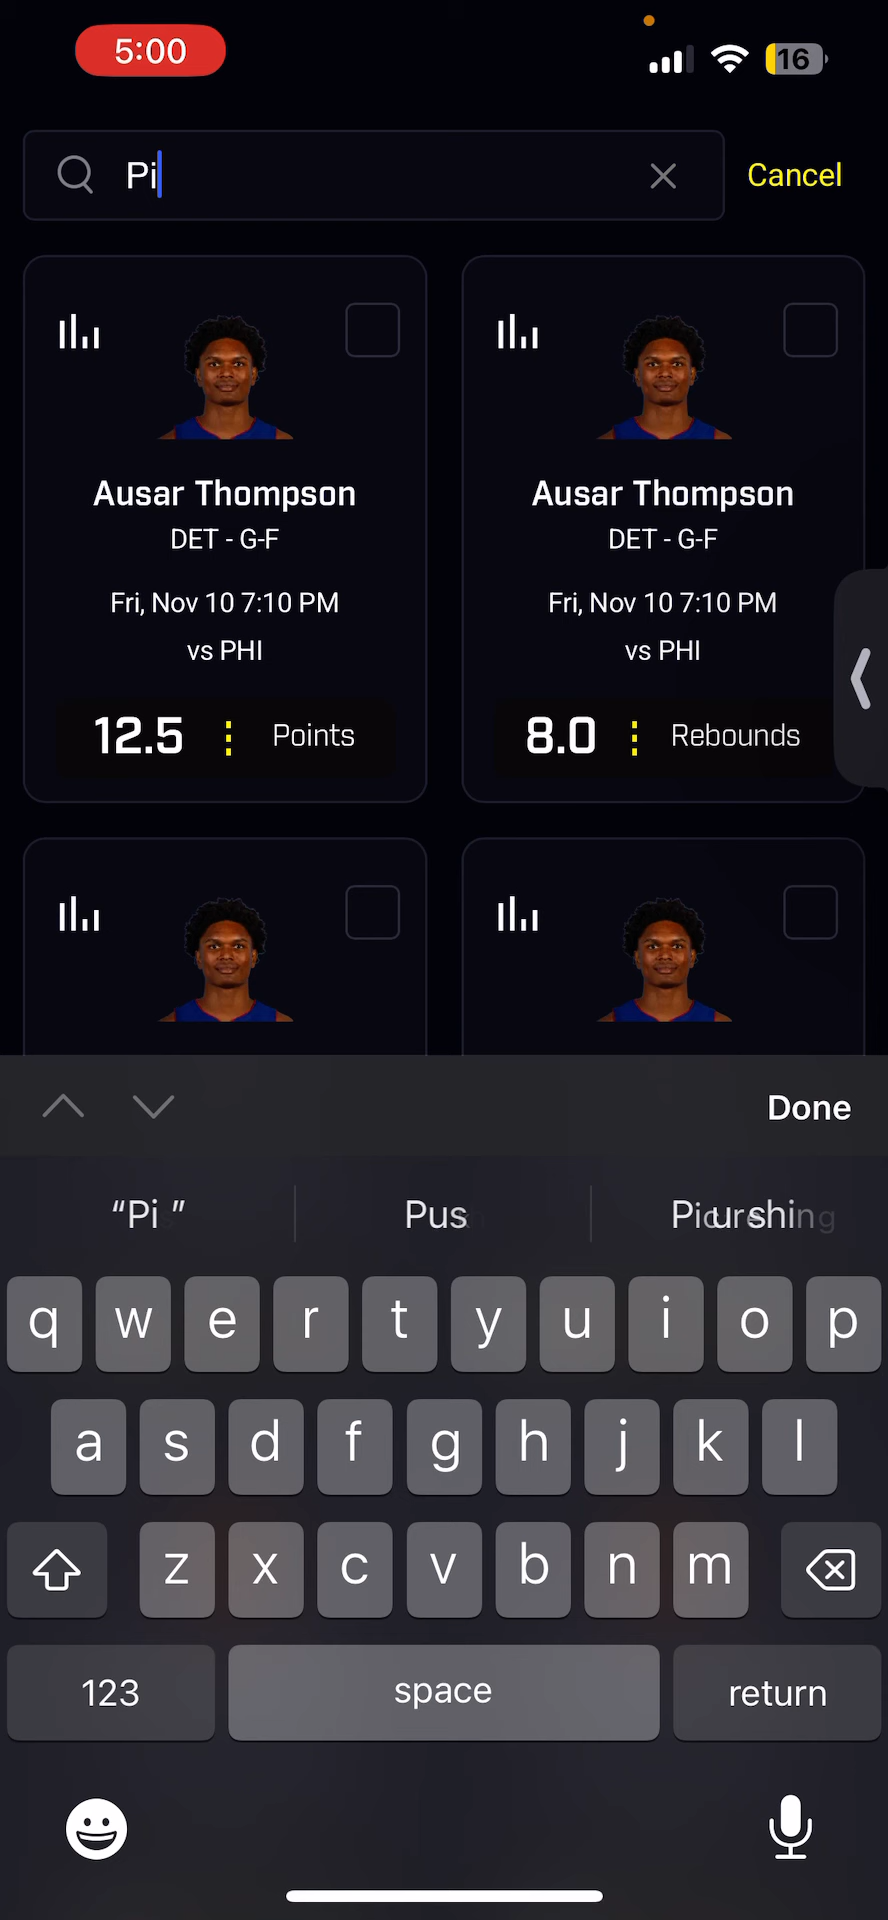 5:00
16
Pi
Cancel
Ausar Thompson
DET - G-F
Fri, Nov 10 7:10 PM
vs PHI
12.5 Points
Ausar Thompson
DET - G-F
Fri, Nov 10 7:10 PM
vs PHI
8.0 Rebounds
Done
“Pi ” Pus
q w e r t y u i o p
a s d f g h j k l
z x c v b n m
123 space return